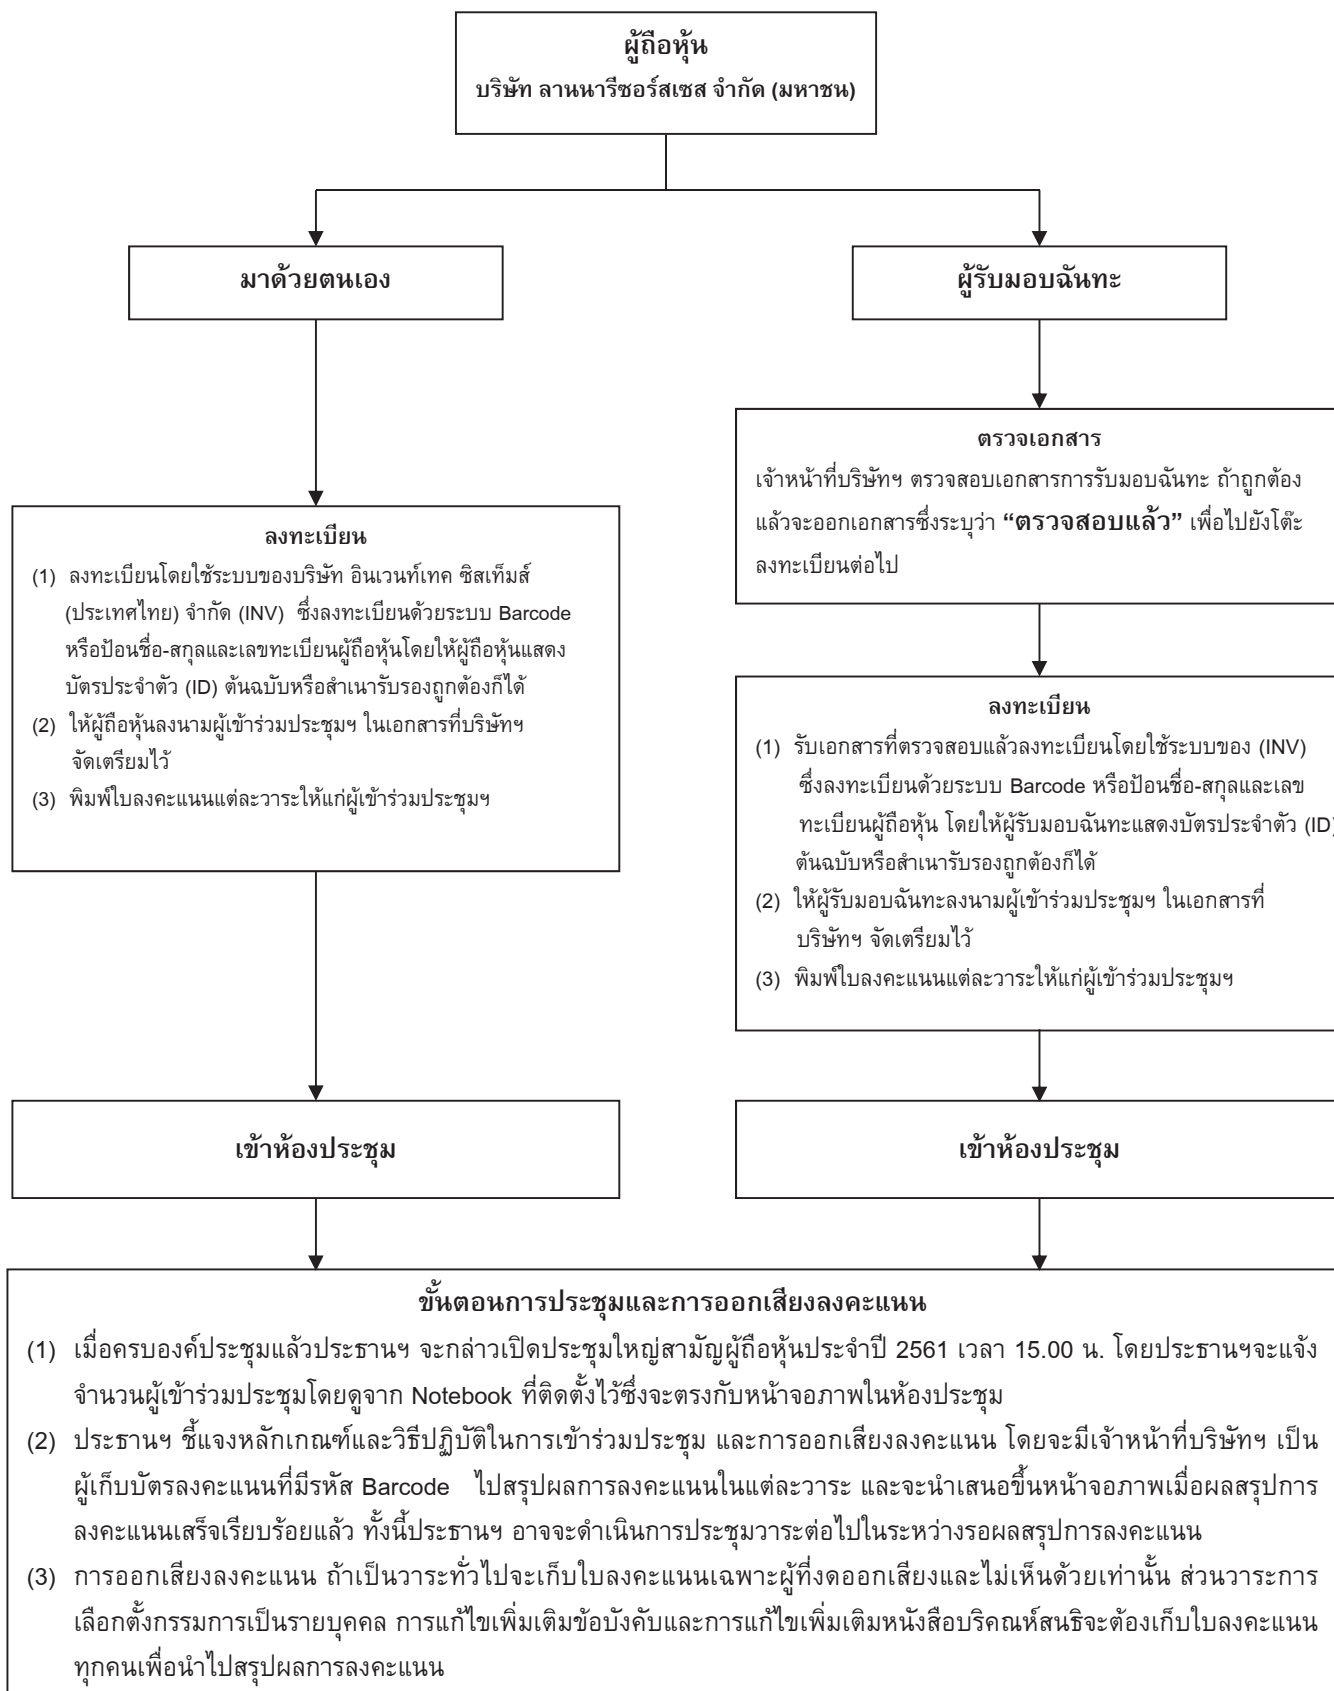 ผู้ถือหุ้น
บริษัท ลานนารีซอร์สเซส จำกัด (มหาชน)
มาด้วยตนเอง
ผู้รับมอบฉันทะ
ตรวจเอกสาร
เจ้าหน้าที่บริษัทฯ ตรวจสอบเอกสารการรับมอบฉันทะ ถ้าถูกต้อง
แล้วจะออกเอกสารซึ่งระบุว่า “ตรวจสอบแล้ว” เพื่อไปยังโต๊ะ
ลงทะเบียนต่อไป
ลงทะเบียน
(1) ลงทะเบียนโดยใช้ระบบของบริษัท อินเวนท์เทค ซิสเท็มส์
(ประเทศไทย) จำกัด (INV) ซึ่งลงทะเบียนด้วยระบบ Barcode
หรือป้อนชื่อ-สกุลและเลขทะเบียนผู้ถือหุ้นโดยให้ผู้ถือหุ้นแสดง
บัตรประจำตัว (ID) ต้นฉบับหรือสำเนารับรองถูกต้องก็ได้
(2) ให้ผู้ถือหุ้นลงนามผู้เข้าร่วมประชุมฯ ในเอกสารที่บริษัทฯ
จัดเตรียมไว้
(3) พิมพ์ใบลงคะแนนแต่ละวาระให้แก่ผู้เข้าร่วมประชุมฯ
ลงทะเบียน
(1) รับเอกสารที่ตรวจสอบแล้วลงทะเบียนโดยใช้ระบบของ (INV)
ซึ่งลงทะเบียนด้วยระบบ Barcode หรือป้อนชื่อ-สกุลและเลข
ทะเบียนผู้ถือหุ้น โดยให้ผู้รับมอบฉันทะแสดงบัตรประจำตัว (ID)
ต้นฉบับหรือสำเนารับรองถูกต้องก็ได้
(2) ให้ผู้รับมอบฉันทะลงนามผู้เข้าร่วมประชุมฯ ในเอกสารที่
บริษัทฯ จัดเตรียมไว้
(3) พิมพ์ใบลงคะแนนแต่ละวาระให้แก่ผู้เข้าร่วมประชุมฯ
เข้าห้องประชุม
เข้าห้องประชุม
ขั้นตอนการประชุมและการออกเสียงลงคะแนน
(1) เมื่อครบองค์ประชุมแล้วประธานฯ จะกล่าวเปิดประชุมใหญ่สามัญผู้ถือหุ้นประจำปี 2561 เวลา 15.00 น. โดยประธานฯจะแจ้ง
จำนวนผู้เข้าร่วมประชุมโดยดูจาก Notebook ที่ติดตั้งไว้ซึ่งจะตรงกับหน้าจอภาพในห้องประชุม
(2) ประธานฯ ชี้แจงหลักเกณฑ์และวิธีปฏิบัติในการเข้าร่วมประชุม และการออกเสียงลงคะแนน โดยจะมีเจ้าหน้าที่บริษัทฯ เป็น
ผู้เก็บบัตรลงคะแนนที่มีรหัส Barcode ไปสรุปผลการลงคะแนนในแต่ละวาระ และจะนำเสนอขึ้นหน้าจอภาพเมื่อผลสรุปการ
ลงคะแนนเสร็จเรียบร้อยแล้ว ทั้งนี้ประธานฯ อาจจะดำเนินการประชุมวาระต่อไปในระหว่างรอผลสรุปการลงคะแนน
(3) การออกเสียงลงคะแนน ถ้าเป็นวาระทั่วไปจะเก็บใบลงคะแนนเฉพาะผู้ที่งดออกเสียงและไม่เห็นด้วยเท่านั้น ส่วนวาระการ
เลือกตั้งกรรมการเป็นรายบุคคล การแก้ไขเพิ่มเติมข้อบังคับและการแก้ไขเพิ่มเติมหนังสือบริคณห์สนธิจะต้องเก็บใบลงคะแนน
ทุกคนเพื่อนำไปสรุปผลการลงคะแนน